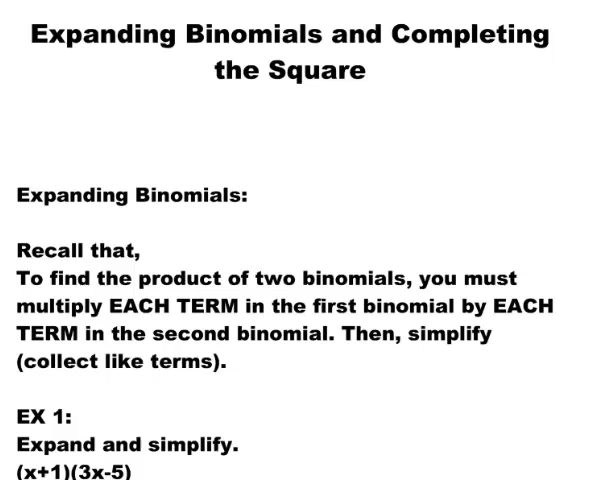 Expanding Binomials and Completing
the Square
Expanding Binomials:
Recall that,
To find the product of two binomials, you must
multiply EACH TERM in the first binomial by EACH
TERM in the second binomial. Then, simplify
(collect like terms).
EX 1:
Expand and simplify.
(x+1)(3x-5)